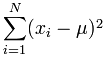 \sum_{i=1}^{N}(x_i - \mu)^2